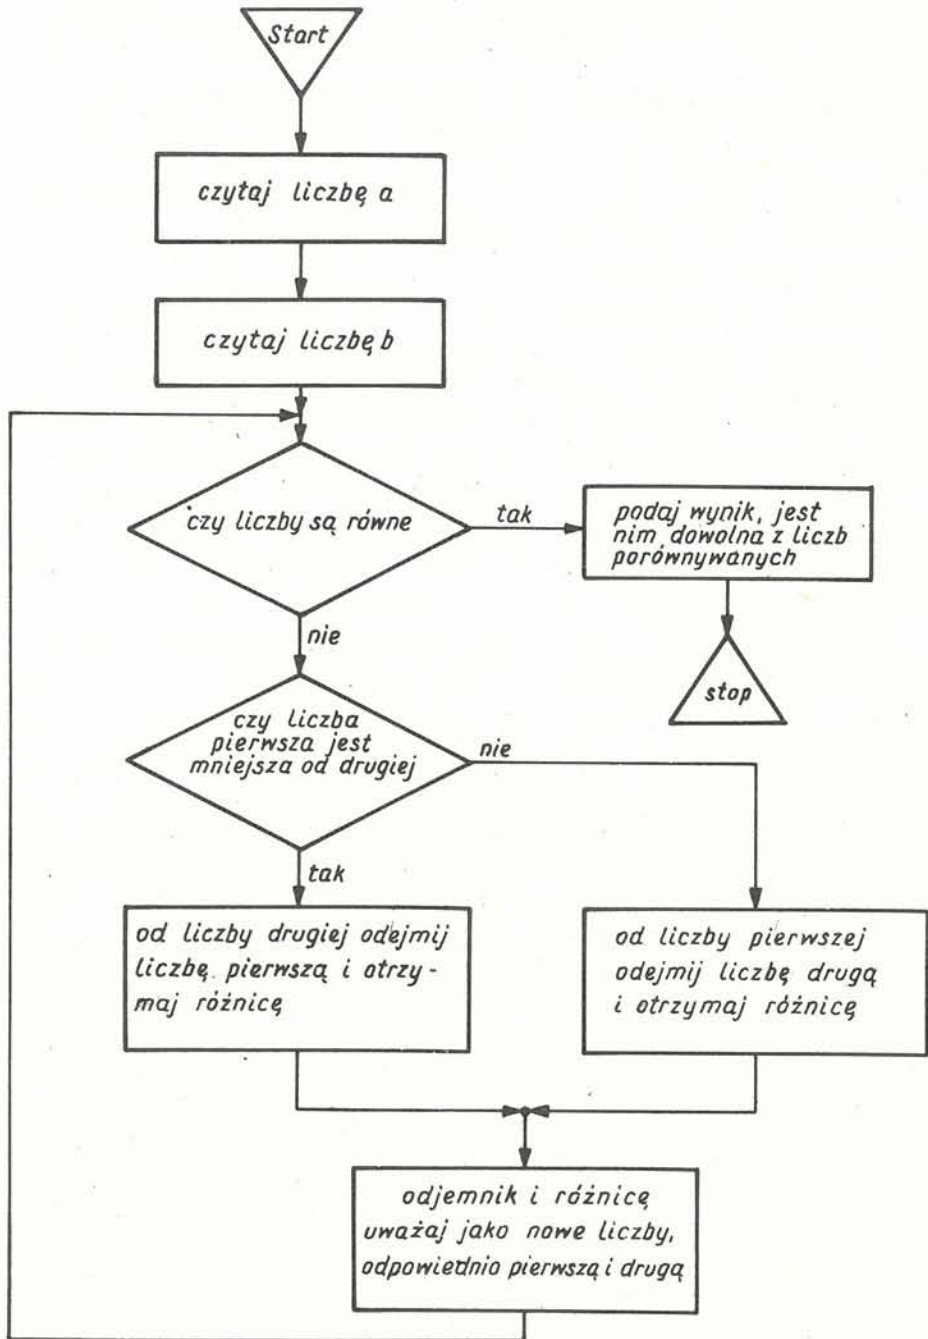 Start
czytaj liczbę a
czytaj liczbę b
czy liczby są równe
tak
podaj wynik, jest
nim dowolna z liczb
porównywanych
nie
stop
czy liczba
pierwsza jest
mniejsza od drugiej
nie
tak
od liczby drugiej odejmij
liczbę pierwszą i otrzy-
maj różnicę
od liczby pierwszej
odejmij liczbę drugą
i otrzymaj różnicę
odjemnik i różnicę
uważaj jako nowe liczby,
odpowiednio pierwszą i drugą